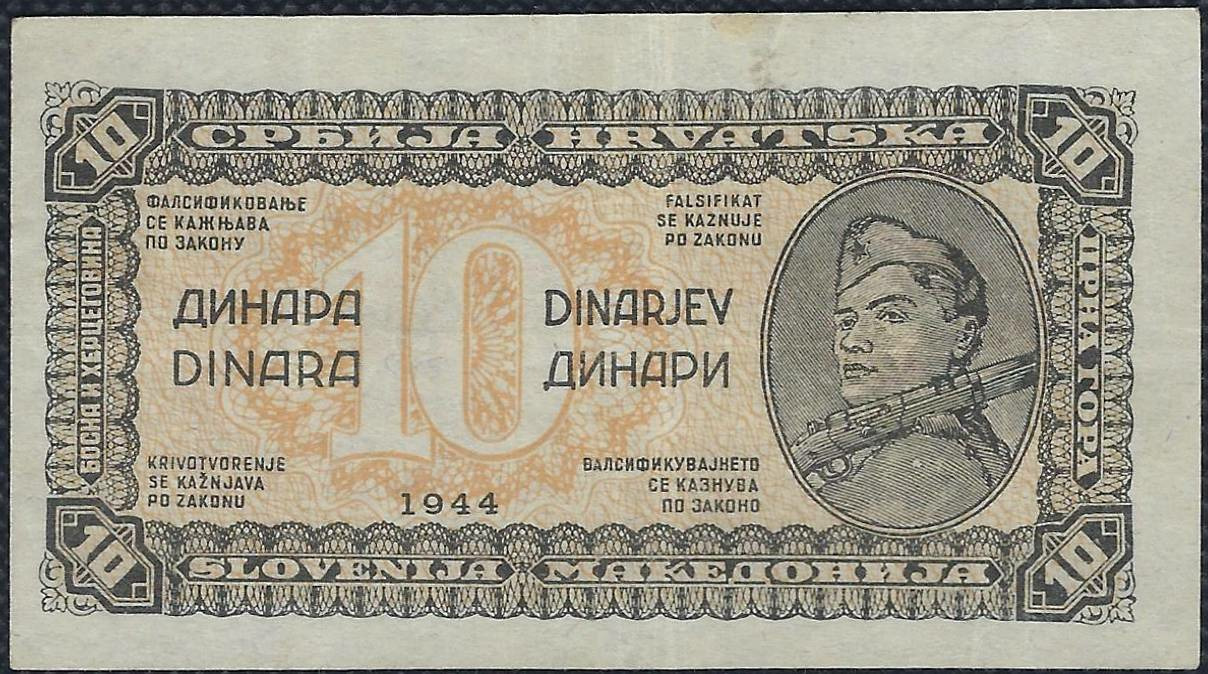 10
СРБИЈА HRVATSKA
10
БОСНА И ХЕРЦЕГОВИНА
ФАЛСИФИКОВАЊЕ
СЕ КАЖЊАВА
ПО ЗАКОНУ
FALSIFIKAT
SE KAZNUJE
PO ZAKONU
10
ДИНАРА
DINARA
DINARJEV
ДИНАРИ
KRIVOTVORENJE
SE KAŽNJAVA
PO ZAKONU
1944
ВАЛСИФИКУВАЈНЕТО
СЕ КАЗНУВА
ПО ЗАКОНО
ЦРНА ГОРА
10
SLOVENIJA МАКЕДОНИЈА
10